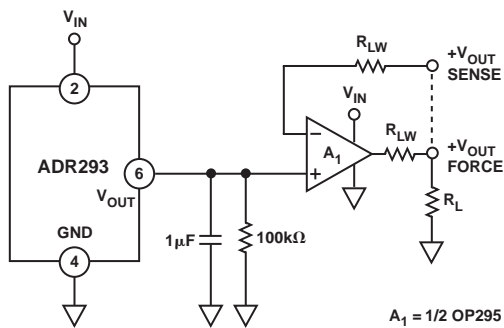 V_IN
2
ADR293
6
V_OUT
GND
4
1µF
100kΩ
R_LW
+V_OUT
SENSE
V_IN
−
A_1
+
R_LW
+V_OUT
FORCE
R_L
A_1 = 1/2 OP295